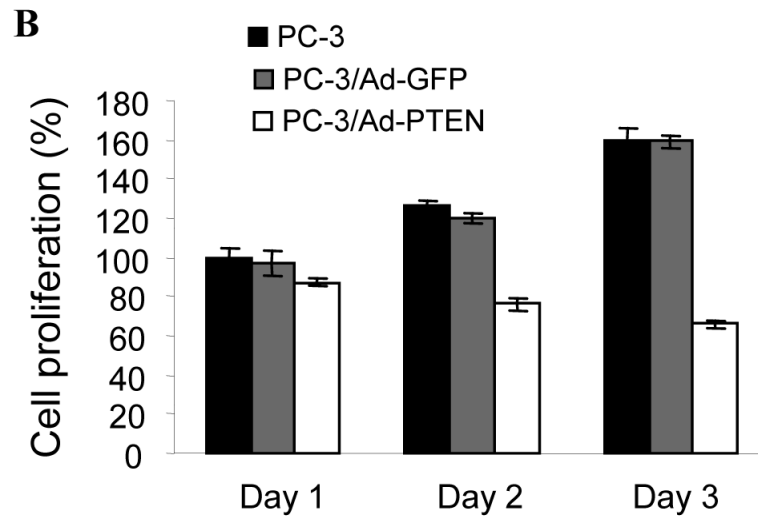 B
PC-3
PC-3/Ad-GFP
PC-3/Ad-PTEN
Cell proliferation (%)
180
160
140
120
100
80
60
40
20
0
Day 1 Day 2 Day 3